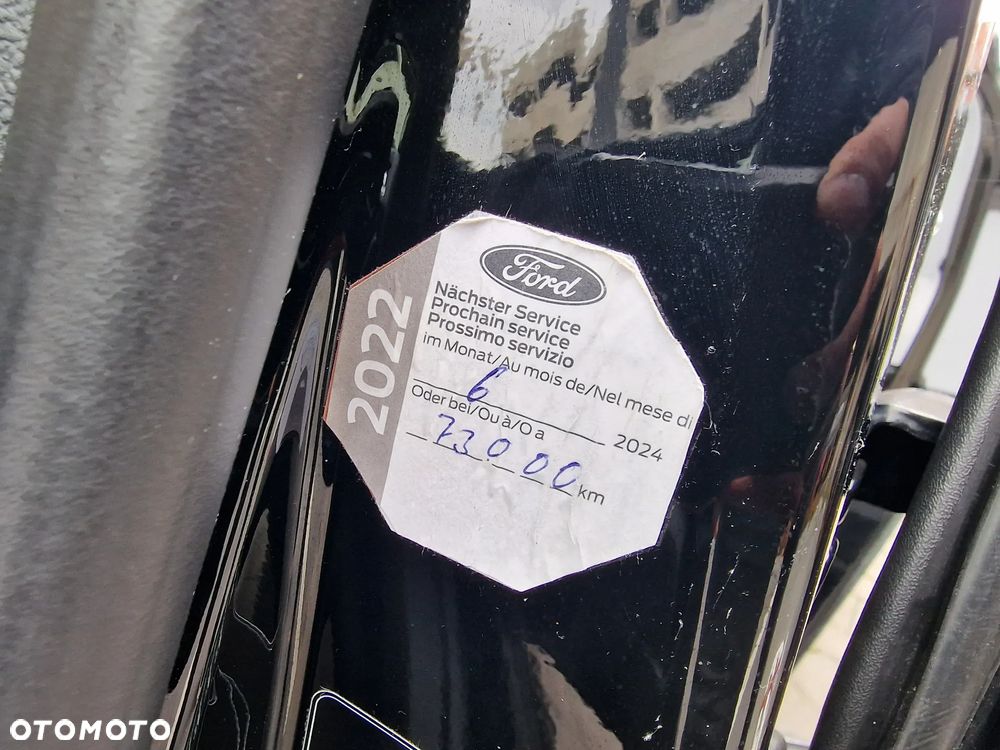 Ford
2022
Nächster Service
Prochain service
Prossimo servizio
im Monat/Au mois de/Nel mese di
6 2024
Oder bei/Ou à/O a
73000 km
OTOMOTO